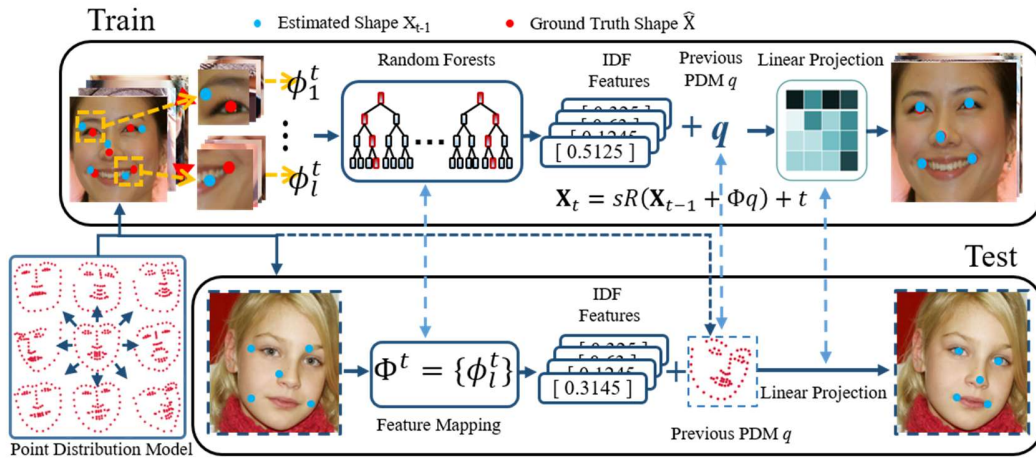 Train
Estimated Shape X_{t-1}
Ground Truth Shape X̂
ϕ_1^t
⋮
ϕ_l^t
Random Forests
...
IDF
Features
[ 0.5125 ]
+
Previous
PDM q
q
Linear Projection
X_t = sR(X_{t-1} + Φq) + t
Test
Point Distribution Model
Φ^t = {ϕ_l^t}
Feature Mapping
IDF
Features
[ 0.3145 ]
+
Previous PDM q
Linear Projection